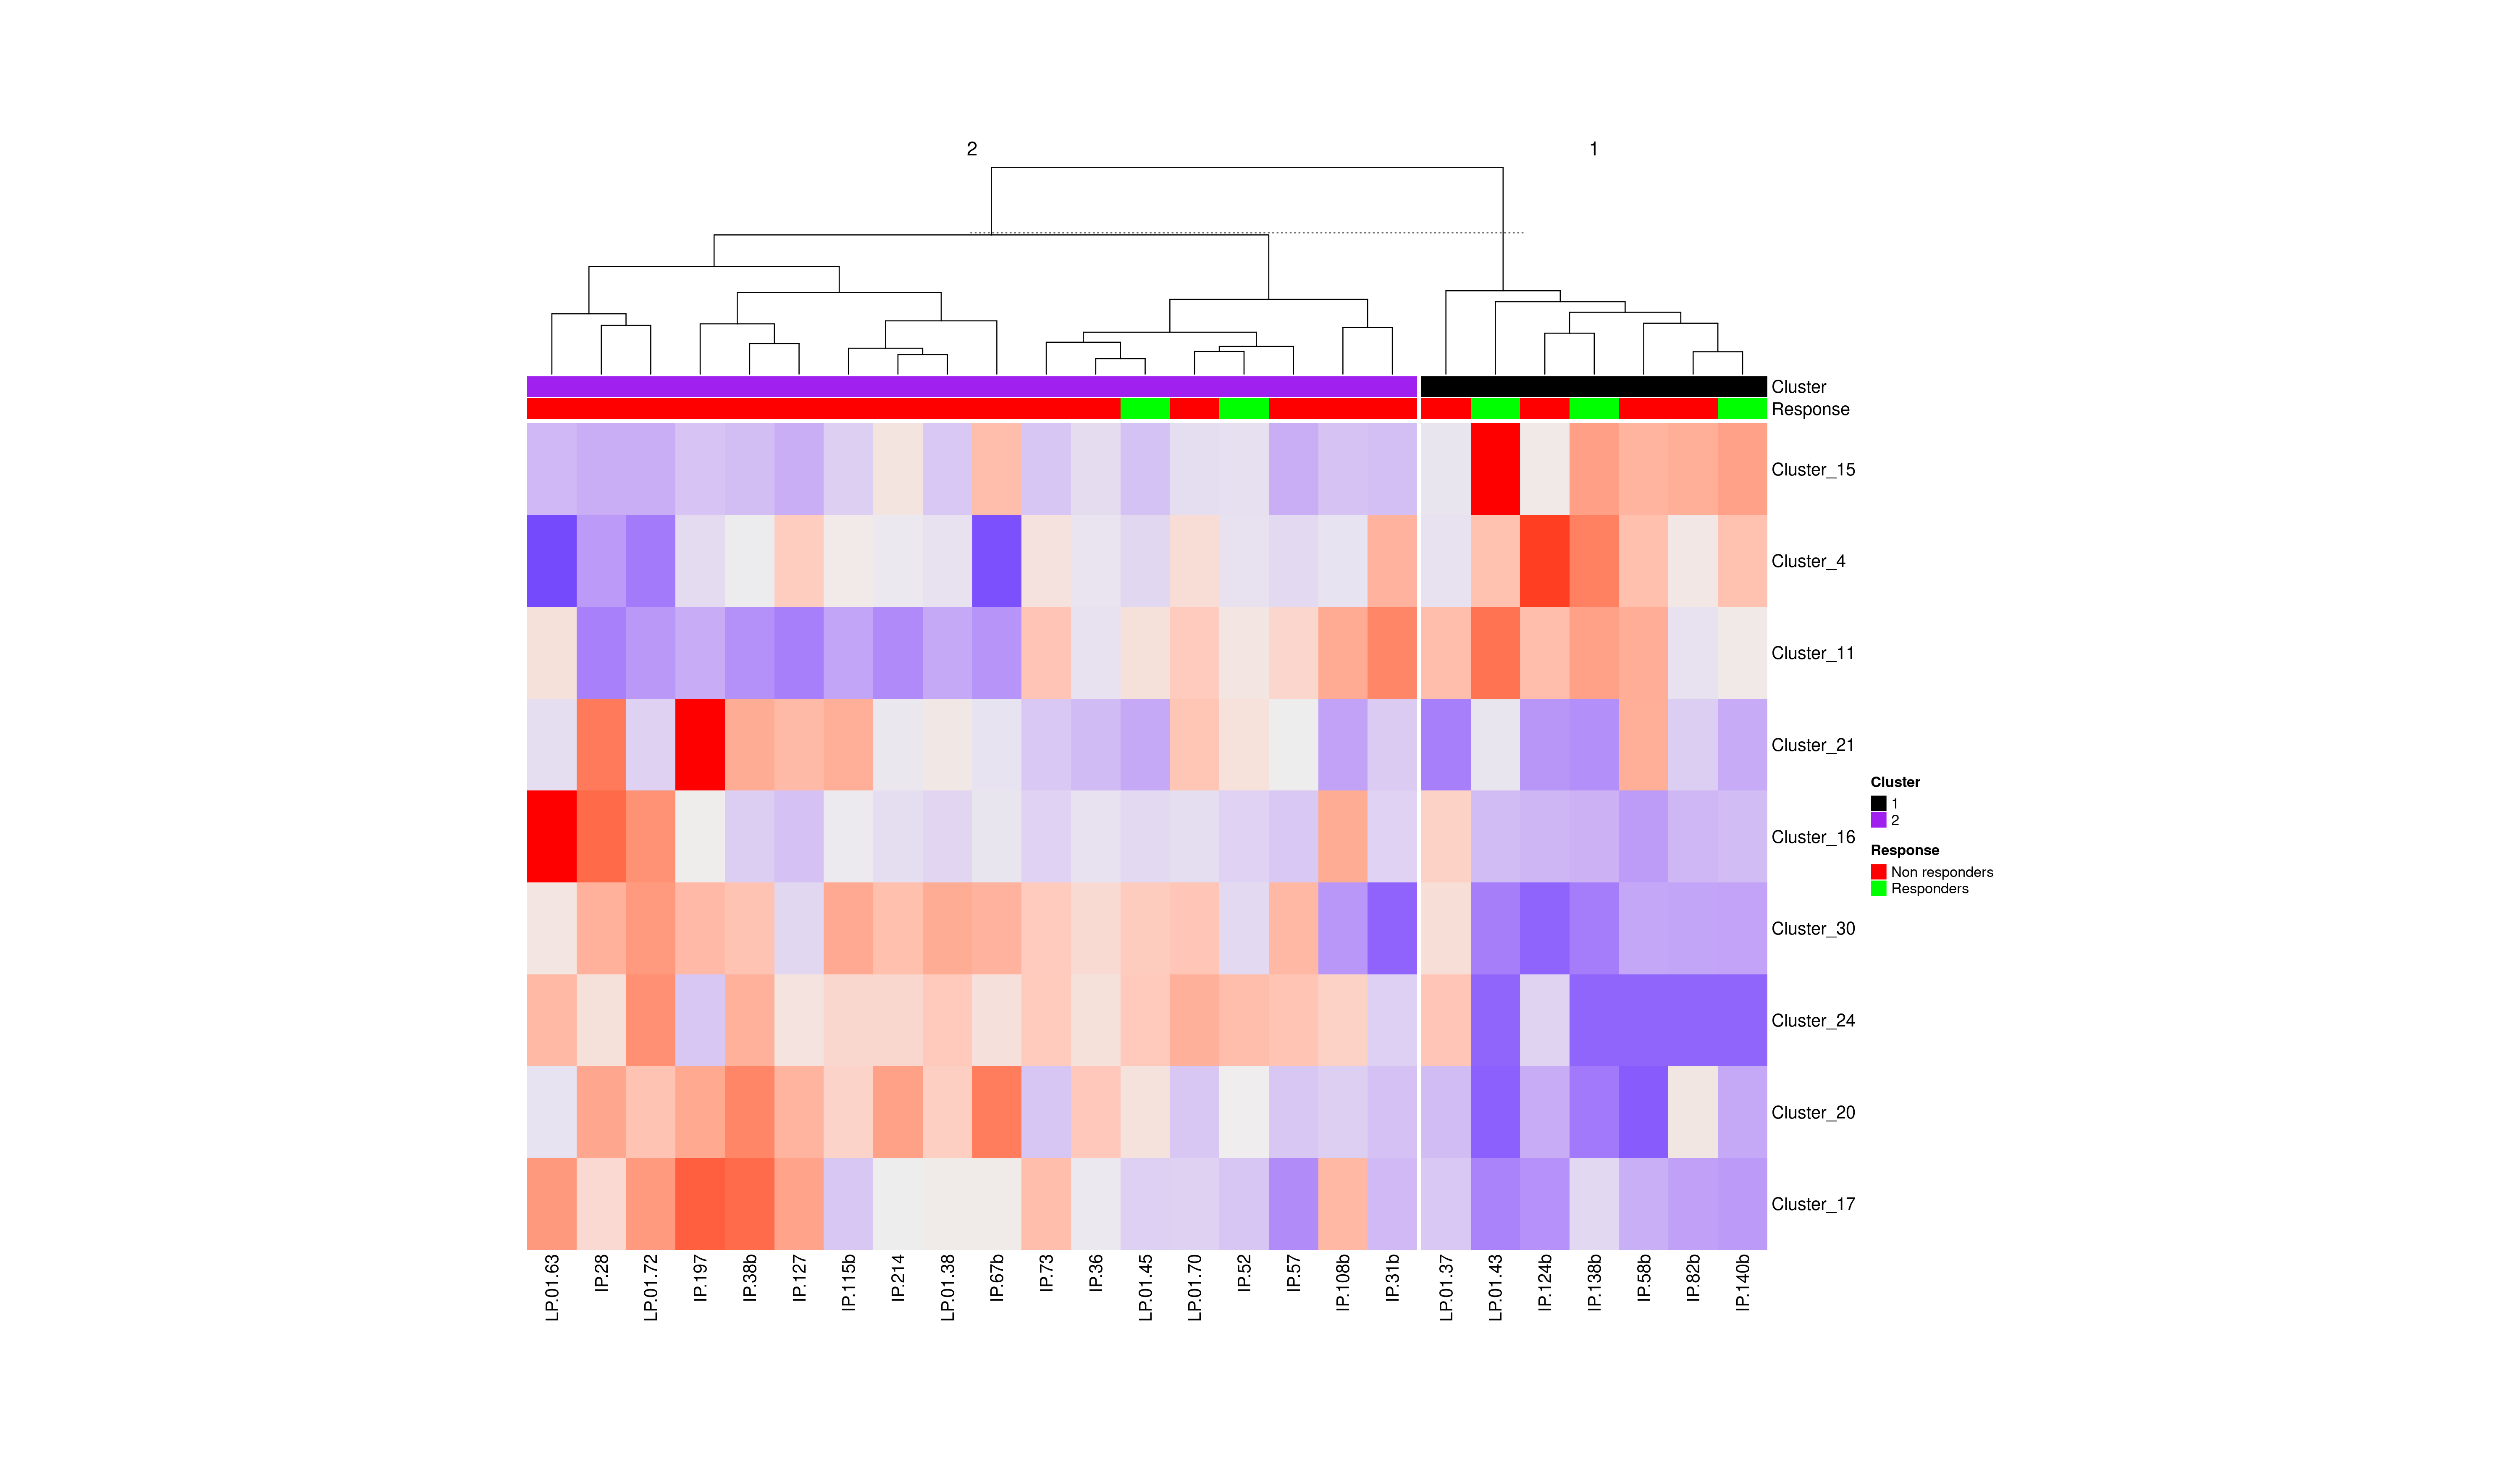 2
1
Cluster
Response
Cluster_15
Cluster_4
Cluster_11
Cluster_21
Cluster_16
Cluster_30
Cluster_24
Cluster_20
Cluster_17
LP.01.63
IP.28
LP.01.72
IP.197
IP.38b
IP.127
IP.115b
IP.214
LP.01.38
IP.67b
IP.73
IP.36
LP.01.45
LP.01.70
IP.52
IP.57
IP.108b
IP.31b
LP.01.37
LP.01.43
IP.124b
IP.138b
IP.58b
IP.82b
IP.140b
Cluster
1
2
Response
Non responders
Responders